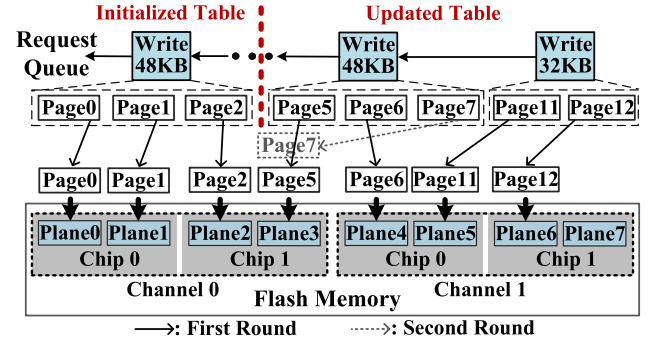 Initialized Table Updated Table
Request Queue
Write 48KB
Write 48KB
Write 32KB
Page0 Page1 Page2 Page5 Page6 Page7 Page11 Page12
Page7
Page0 Page1 Page2 Page5 Page6 Page11 Page12
Plane0 Plane1 Plane2 Plane3 Plane4 Plane5 Plane6 Plane7
Chip 0 Chip 1 Chip 0 Chip 1
Channel 0 Channel 1
Flash Memory
: First Round : Second Round